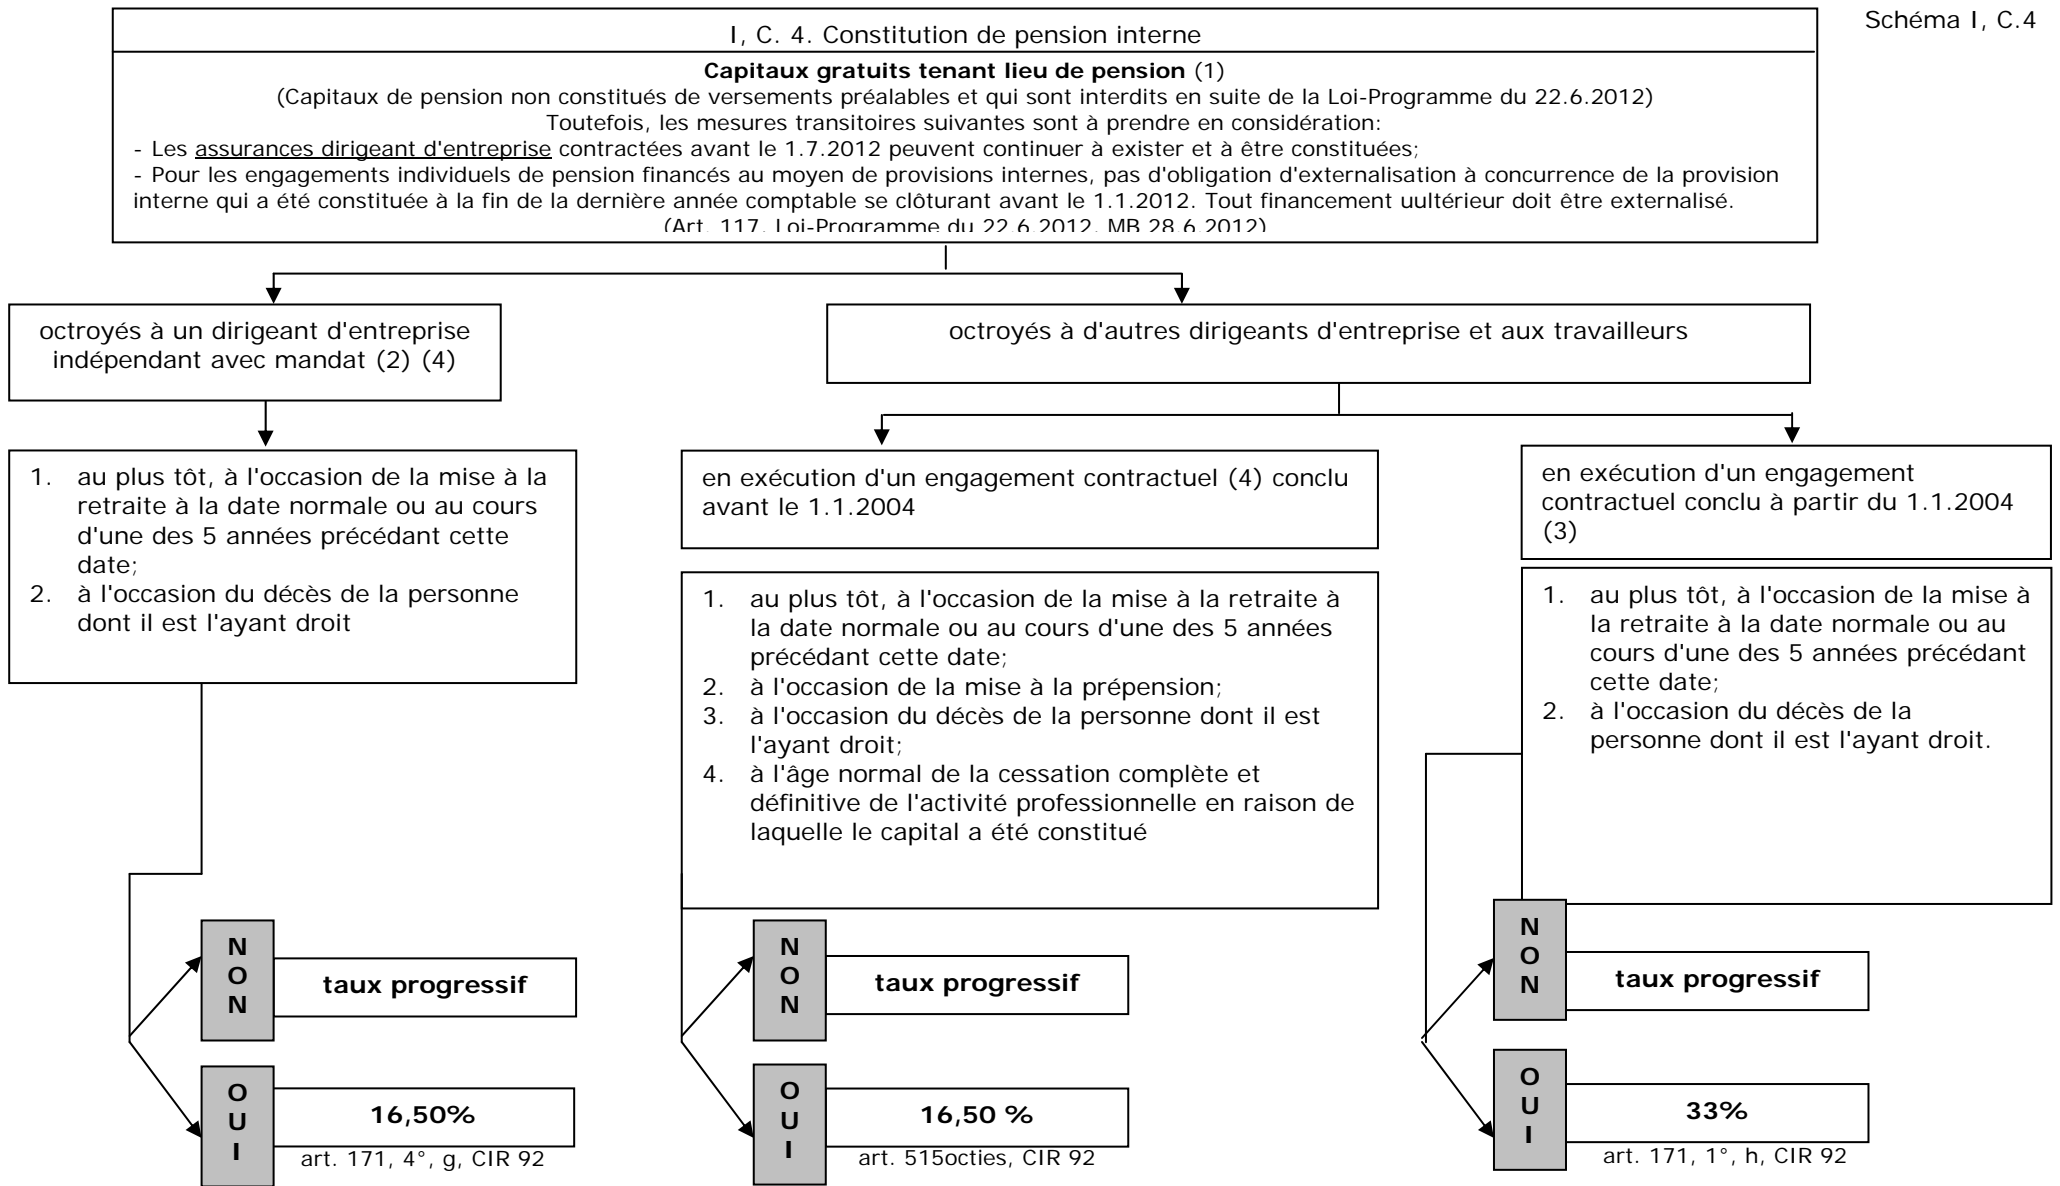 Schéma I, C.4
I, C. 4. Constitution de pension interne
Capitaux gratuits tenant lieu de pension (1)
(Capitaux de pension non constitués de versements préalables et qui sont interdits en suite de la Loi-Programme du 22.6.2012)
Toutefois, les mesures transitoires suivantes sont à prendre en considération:
- Les assurances dirigeant d'entreprise contractées avant le 1.7.2012 peuvent continuer à exister et à être constituées;
- Pour les engagements individuels de pension financés au moyen de provisions internes, pas d'obligation d'externalisation à concurrence de la provision
interne qui a été constituée à la fin de la dernière année comptable se clôturant avant le 1.1.2012. Tout financement uultérieur doit être externalisé.
(Art. 117, Loi-Programme du 22.6.2012, MB 28.6.2012)
octroyés à un dirigeant d'entreprise
indépendant avec mandat (2) (4)
octroyés à d'autres dirigeants d'entreprise et aux travailleurs
1. au plus tôt, à l'occasion de la mise à la
retraite à la date normale ou au cours
d'une des 5 années précédant cette
date;
2. à l'occasion du décès de la personne
dont il est l'ayant droit
en exécution d'un engagement contractuel (4) conclu
avant le 1.1.2004
en exécution d'un engagement
contractuel conclu à partir du 1.1.2004
(3)
1. au plus tôt, à l'occasion de la mise à la retraite à
la date normale ou au cours d'une des 5 années
précédant cette date;
2. à l'occasion de la mise à la prépension;
3. à l'occasion du décès de la personne dont il est
l'ayant droit;
4. à l'âge normal de la cessation complète et
définitive de l'activité professionnelle en raison de
laquelle le capital a été constitué
1. au plus tôt, à l'occasion de la mise à
la retraite à la date normale ou au
cours d'une des 5 années précédant
cette date;
2. à l'occasion du décès de la
personne dont il est l'ayant droit.
N
O
N
taux progressif
O
U
I
16,50%
art. 171, 4°, g, CIR 92
N
O
N
taux progressif
O
U
I
16,50 %
art. 515octies, CIR 92
N
O
N
taux progressif
O
U
I
33%
art. 171, 1°, h, CIR 92